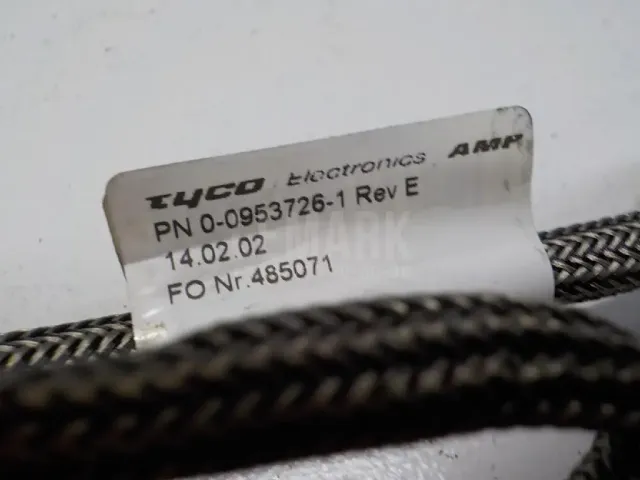 tyco Electronics AMP
PN 0-0953726-1 Rev E
14.02.02
FO Nr.485071